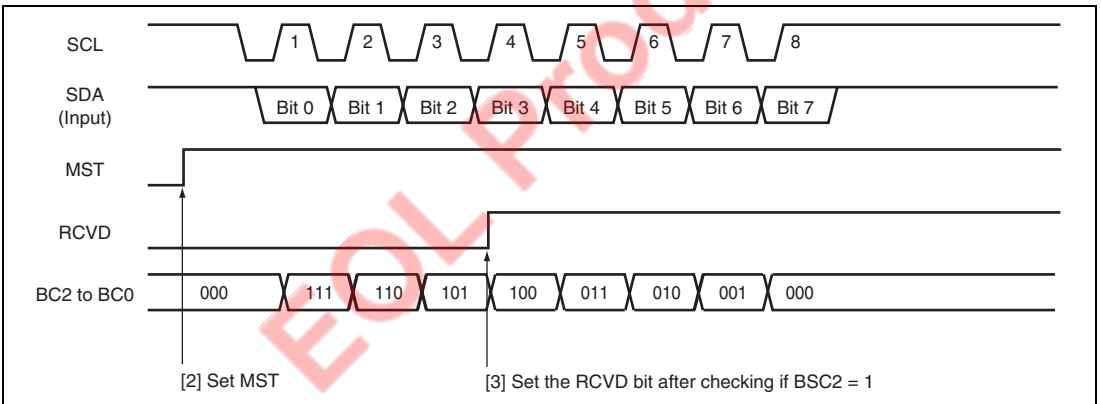 SCL 1 2 3 4 5 6 7 8
SDA
(Input)
Bit 0 Bit 1 Bit 2 Bit 3 Bit 4 Bit 5 Bit 6 Bit 7
MST
RCVD
BC2 to BC0 000 111 110 101 100 011 010 001 000
[2] Set MST [3] Set the RCVD bit after checking if BSC2 = 1
EOL